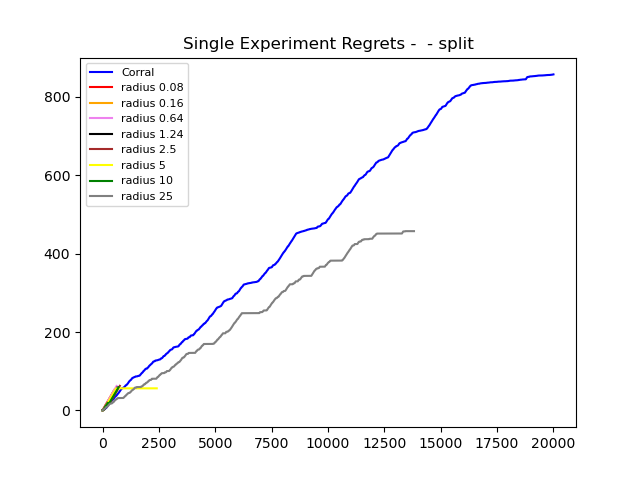 Single Experiment Regrets -  - split
Corral
radius 0.08
radius 0.16
radius 0.64
radius 1.24
radius 2.5
radius 5
radius 10
radius 25
800
600
400
200
0
0 2500 5000 7500 10000 12500 15000 17500 20000